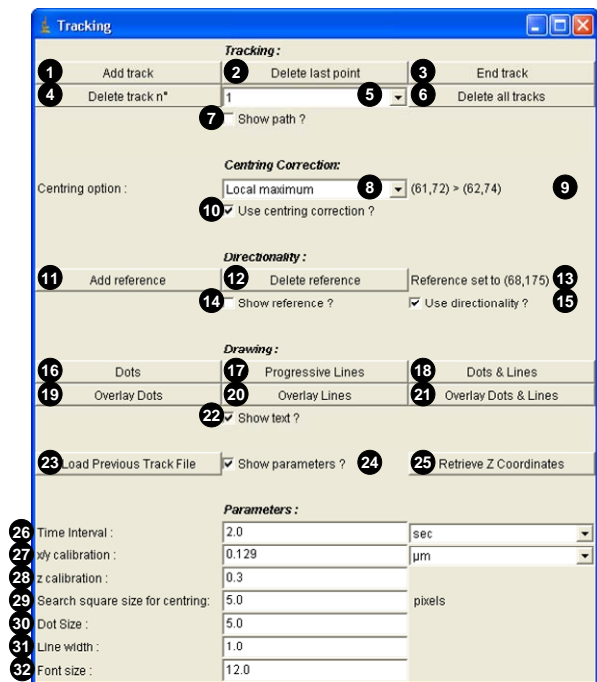 Tracking
Tracking :
1 Add track 2 Delete last point 3 End track
4 Delete track n° 1 5 6 Delete all tracks
7 Show path ?
Centring Correction:
Centring option : Local maximum 8 (61,72) > (62,74) 9
10 Use centring correction ?
Directionality :
11 Add reference 12 Delete reference Reference set to (68,175) 13
14 Show reference ? Use directionality ? 15
Drawing :
16 Dots 17 Progressive Lines 18 Dots & Lines
19 Overlay Dots 20 Overlay Lines 21 Overlay Dots & Lines
22 Show text ?
23 Load Previous Track File Show parameters ? 24 25 Retrieve Z Coordinates
Parameters :
26 Time Interval : 2.0 sec
27 x/y calibration : 0.129 µm
28 z calibration : 0.3
29 Search square size for centring: 5.0 pixels
30 Dot Size : 5.0
31 Line width : 1.0
32 Font size : 12.0